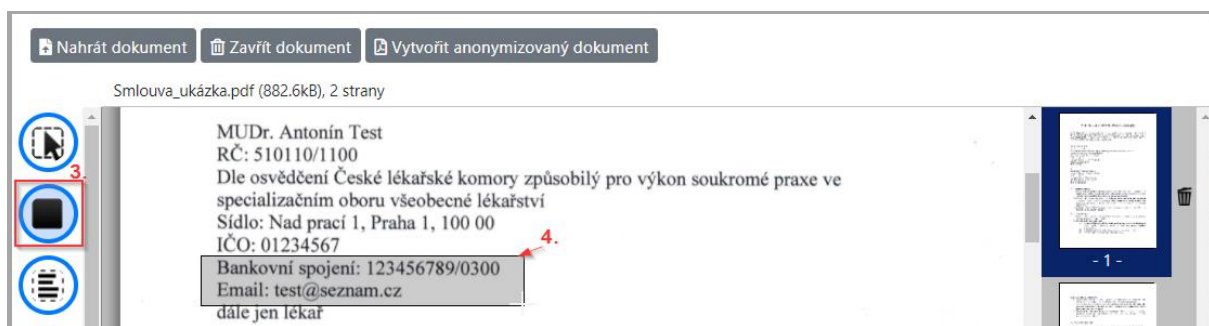 Nahrát dokument
Zavřít dokument
Vytvořit anonymizovaný dokument
Smlouva_ukázka.pdf (882.6kB), 2 strany
MUDr. Antonín Test
RČ: 510110/1100
3.
Dle osvědčení České lékařské komory způsobilý pro výkon soukromé praxe ve
specializačním oboru všeobecné lékařství
Sídlo: Nad prací 1, Praha 1, 100 00
IČO: 01234567
4.
Bankovní spojení: 123456789/0300
Email: test@seznam.cz
dále jen lékař
- 1 -